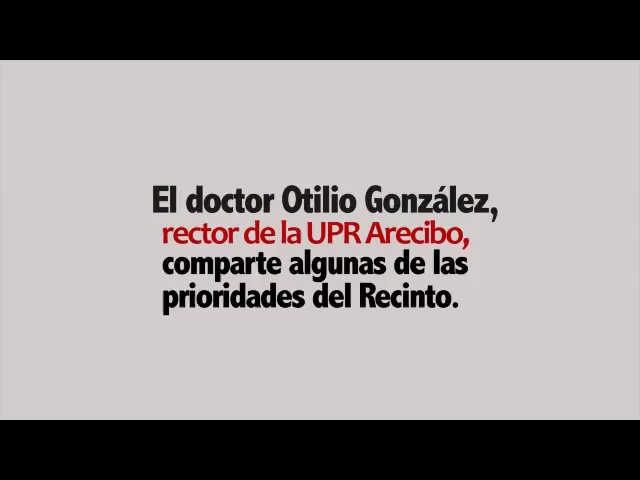 El doctor Otilio González,
rector de la UPR Arecibo,
comparte algunas de las
prioridades del Recinto.